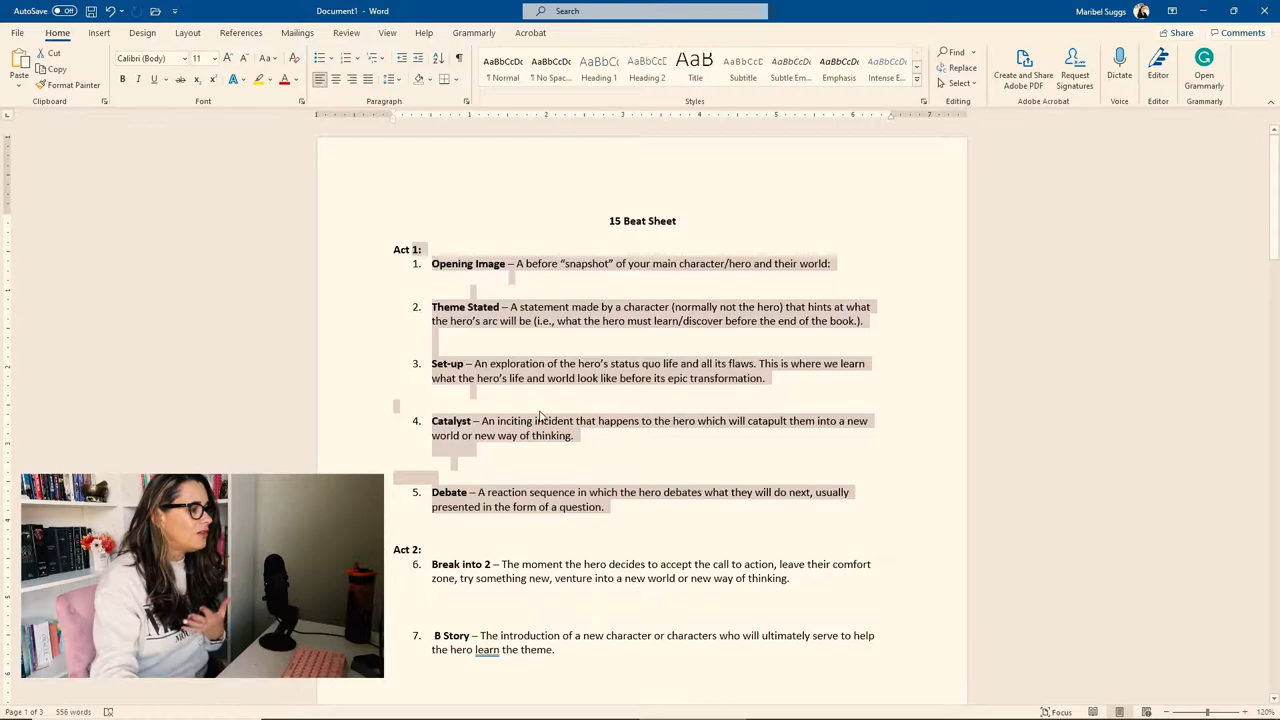 AutoSave Off Document1 - Word Search Maribel Suggs
File Home Insert Design Layout References Mailings Review View Help Grammarly Acrobat Share Comments
Paste Cut Copy Format Painter
Calibri (Body) 11
AaBbCcDc AaBbCcDc AaBbCc AaBbCcC AaB AaBbCcD AaBbCcDc AaBbCcDc AaBbCcDc
¶ Normal ¶ No Spac... Heading 1 Heading 2 Title Subtitle Subtle Em... Emphasis Intense E...
Find Replace Select
Create and Share Adobe PDF Request Signatures Dictate Editor Open Grammarly
Clipboard Font Paragraph Styles Editing Adobe Acrobat Voice Editor Grammarly
15 Beat Sheet
Act 1:
1. Opening Image – A before “snapshot” of your main character/hero and their world:
2. Theme Stated – A statement made by a character (normally not the hero) that hints at what
the hero’s arc will be (i.e., what the hero must learn/discover before the end of the book.).
3. Set-up – An exploration of the hero’s status quo life and all its flaws. This is where we learn
what the hero’s life and world look like before its epic transformation.
4. Catalyst – An inciting incident that happens to the hero which will catapult them into a new
world or new way of thinking.
5. Debate – A reaction sequence in which the hero debates what they will do next, usually
presented in the form of a question.
Act 2:
6. Break into 2 – The moment the hero decides to accept the call to action, leave their comfort
zone, try something new, venture into a new world or new way of thinking.
7. B Story – The introduction of a new character or characters who will ultimately serve to help
the hero learn the theme.
Page 1 of 3 556 words Focus 120%